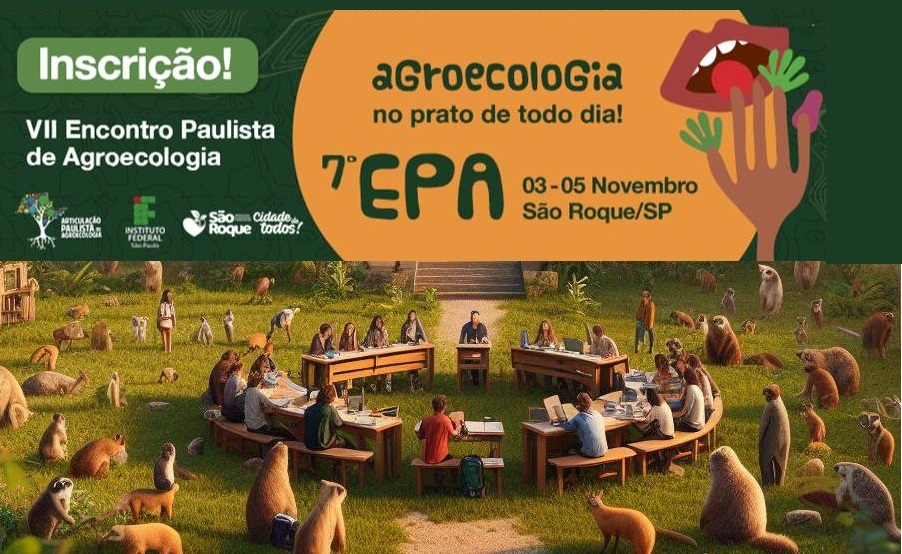 Inscrição!
VII Encontro Paulista
de Agroecologia
ARTICULAÇÃO
PAULISTA DE
AGROECOLOGIA
INSTITUTO
FEDERAL
São Paulo
São
Roque
Cidade de
todos!
agroecologia
no prato de todo dia!
7º EPA
03 - 05 Novembro
São Roque/SP